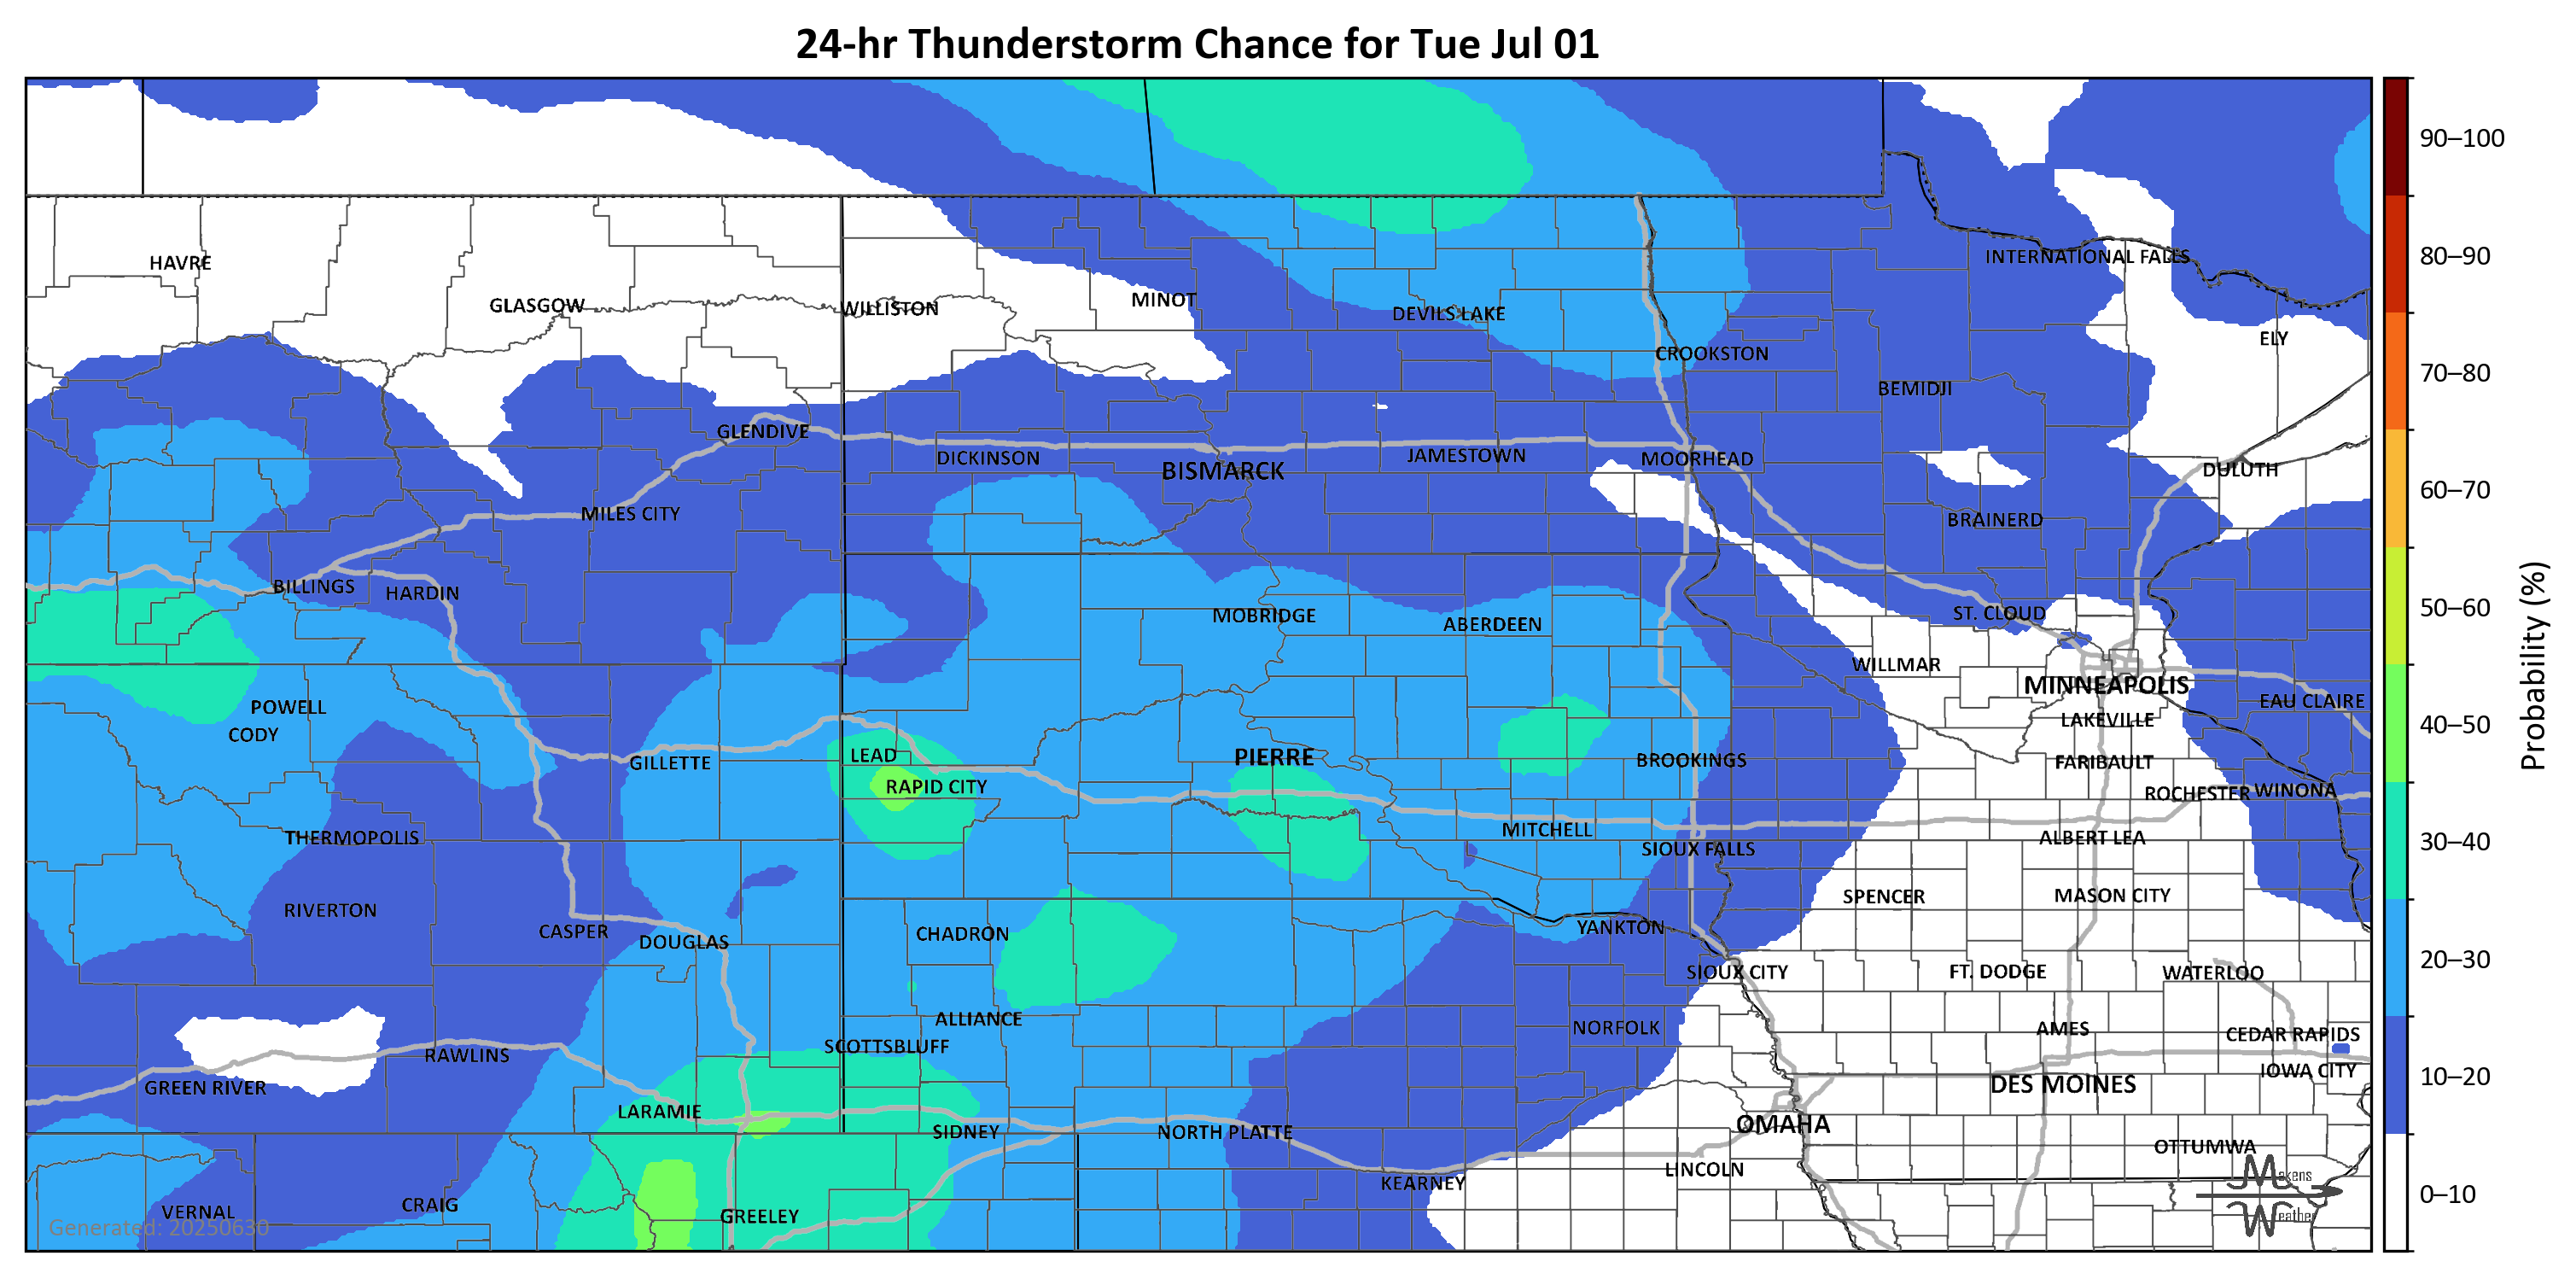 24-hr Thunderstorm Chance for Tue Jul 01
90–100
INTERNATIONAL FALLS
80–90
HAVRE
MINOT
GLASGOW
WILLISTON
DEVILS LAKE
ELY
CROOKSTON
70–80
BEMIDJI
GLENDIVE
DICKINSON
JAMESTOWN
MOORHEAD
BISMARCK
DULUTH
60–70
MILES CITY
BRAINERD
BILLINGS
HARDIN
50–60
MOBRIDGE
ABERDEEN
ST. CLOUD
WILLMAR
MINNEAPOLIS
Probability (%)
EAU CLAIRE
POWELL
LAKEVILLE
40–50
CODY
LEAD
PIERRE
GILLETTE
BROOKINGS
FARIBAULT
RAPID CITY
ROCHESTER
WINONA
THERMOPOLIS
MITCHELL
ALBERT LEA
30–40
SIOUX FALLS
SPENCER
MASON CITY
RIVERTON
CASPER
DOUGLAS
CHADRON
YANKTON
20–30
SIOUX CITY
FT. DODGE
WATERLOO
ALLIANCE
NORFOLK
AMES
CEDAR RAPIDS
SCOTTSBLUFF
RAWLINS
IOWA CITY
10–20
GREEN RIVER
DES MOINES
LARAMIE
OMAHA
SIDNEY
NORTH PLATTE
OTTUMWA
LINCOLN
Makens
KEARNEY
0–10
VERNAL
CRAIG
GREELEY
Weather
Generated: 20250630